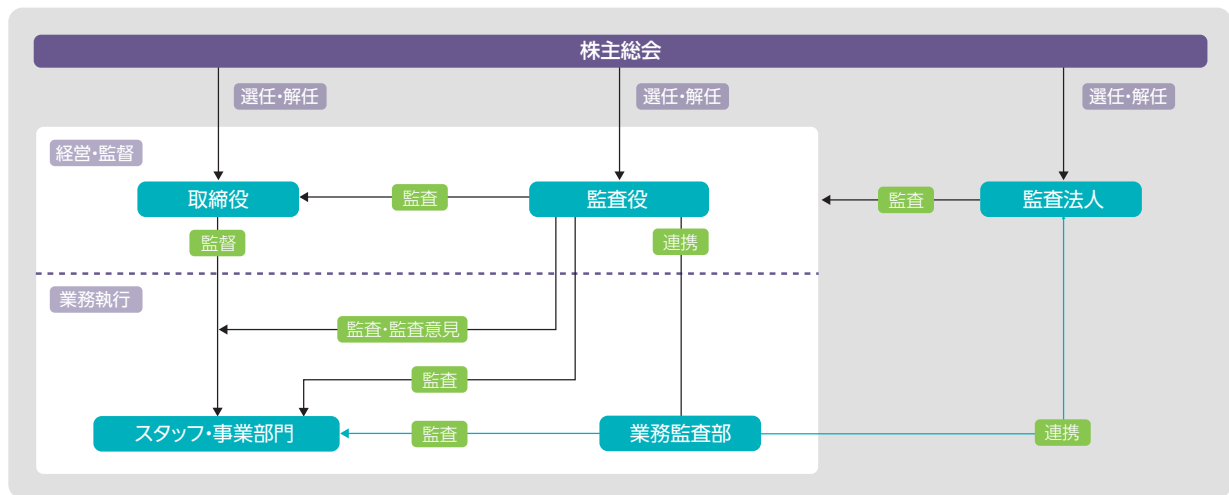 株主総会
選任・解任
選任・解任
選任・解任
経営・監督
取締役
監査
監査役
監査
監査法人
監督
連携
業務執行
監査・監査意見
監査
スタッフ・事業部門
監査
業務監査部
連携